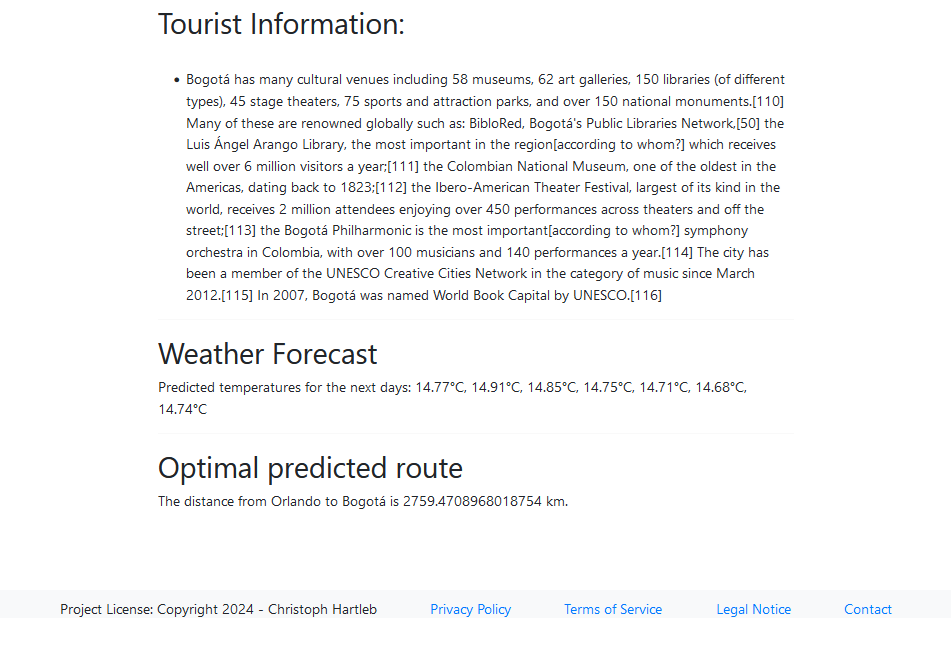 Tourist Information:
• Bogotá has many cultural venues including 58 museums, 62 art galleries, 150 libraries (of different
types), 45 stage theaters, 75 sports and attraction parks, and over 150 national monuments.[110]
Many of these are renowned globally such as: BibloRed, Bogotá's Public Libraries Network,[50] the
Luis Ángel Arango Library, the most important in the region[according to whom?] which receives
well over 6 million visitors a year;[111] the Colombian National Museum, one of the oldest in the
Americas, dating back to 1823;[112] the Ibero-American Theater Festival, largest of its kind in the
world, receives 2 million attendees enjoying over 450 performances across theaters and off the
street;[113] the Bogotá Philharmonic is the most important[according to whom?] symphony
orchestra in Colombia, with over 100 musicians and 140 performances a year.[114] The city has
been a member of the UNESCO Creative Cities Network in the category of music since March
2012.[115] In 2007, Bogotá was named World Book Capital by UNESCO.[116]
Weather Forecast
Predicted temperatures for the next days: 14.77°C, 14.91°C, 14.85°C, 14.75°C, 14.71°C, 14.68°C,
14.74°C
Optimal predicted route
The distance from Orlando to Bogotá is 2759.4708968018754 km.
Project License: Copyright 2024 - Christoph Hartleb Privacy Policy Terms of Service Legal Notice Contact